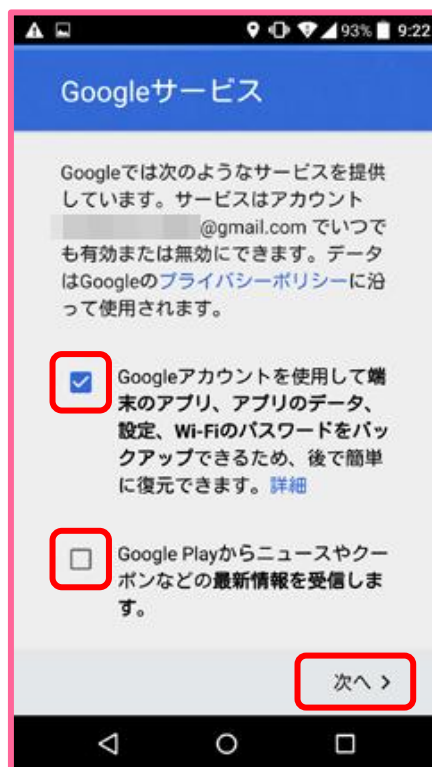 93% 9:22
Googleサービス
Googleでは次のようなサービスを提供
しています。サービスはアカウント
@gmail.com でいつで
も有効または無効にできます。データ
はGoogleのプライバシーポリシーに沿
って使用されます。
Googleアカウントを使用して端
末のアプリ、アプリのデータ、
設定、Wi-Fiのパスワードをバッ
クアップできるため、後で簡単
に復元できます。詳細
Google Playからニュースやクー
ポンなどの最新情報を受信しま
す。
次へ